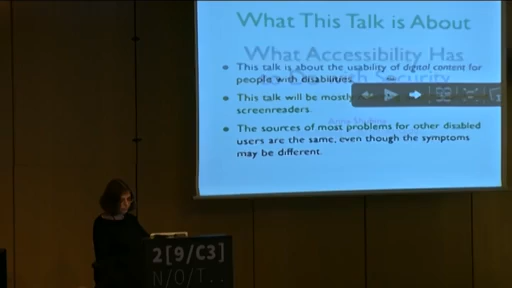 What This Talk is About
What Accessibility Has
• This talk is about the usability of digital content for
people with disabilities.
Security
• This talk will be mostly
screenreaders.
• The sources of most problems for other disabled
users are the same, even though the symptoms
may be different.
2[9/C3]
N/O/T..